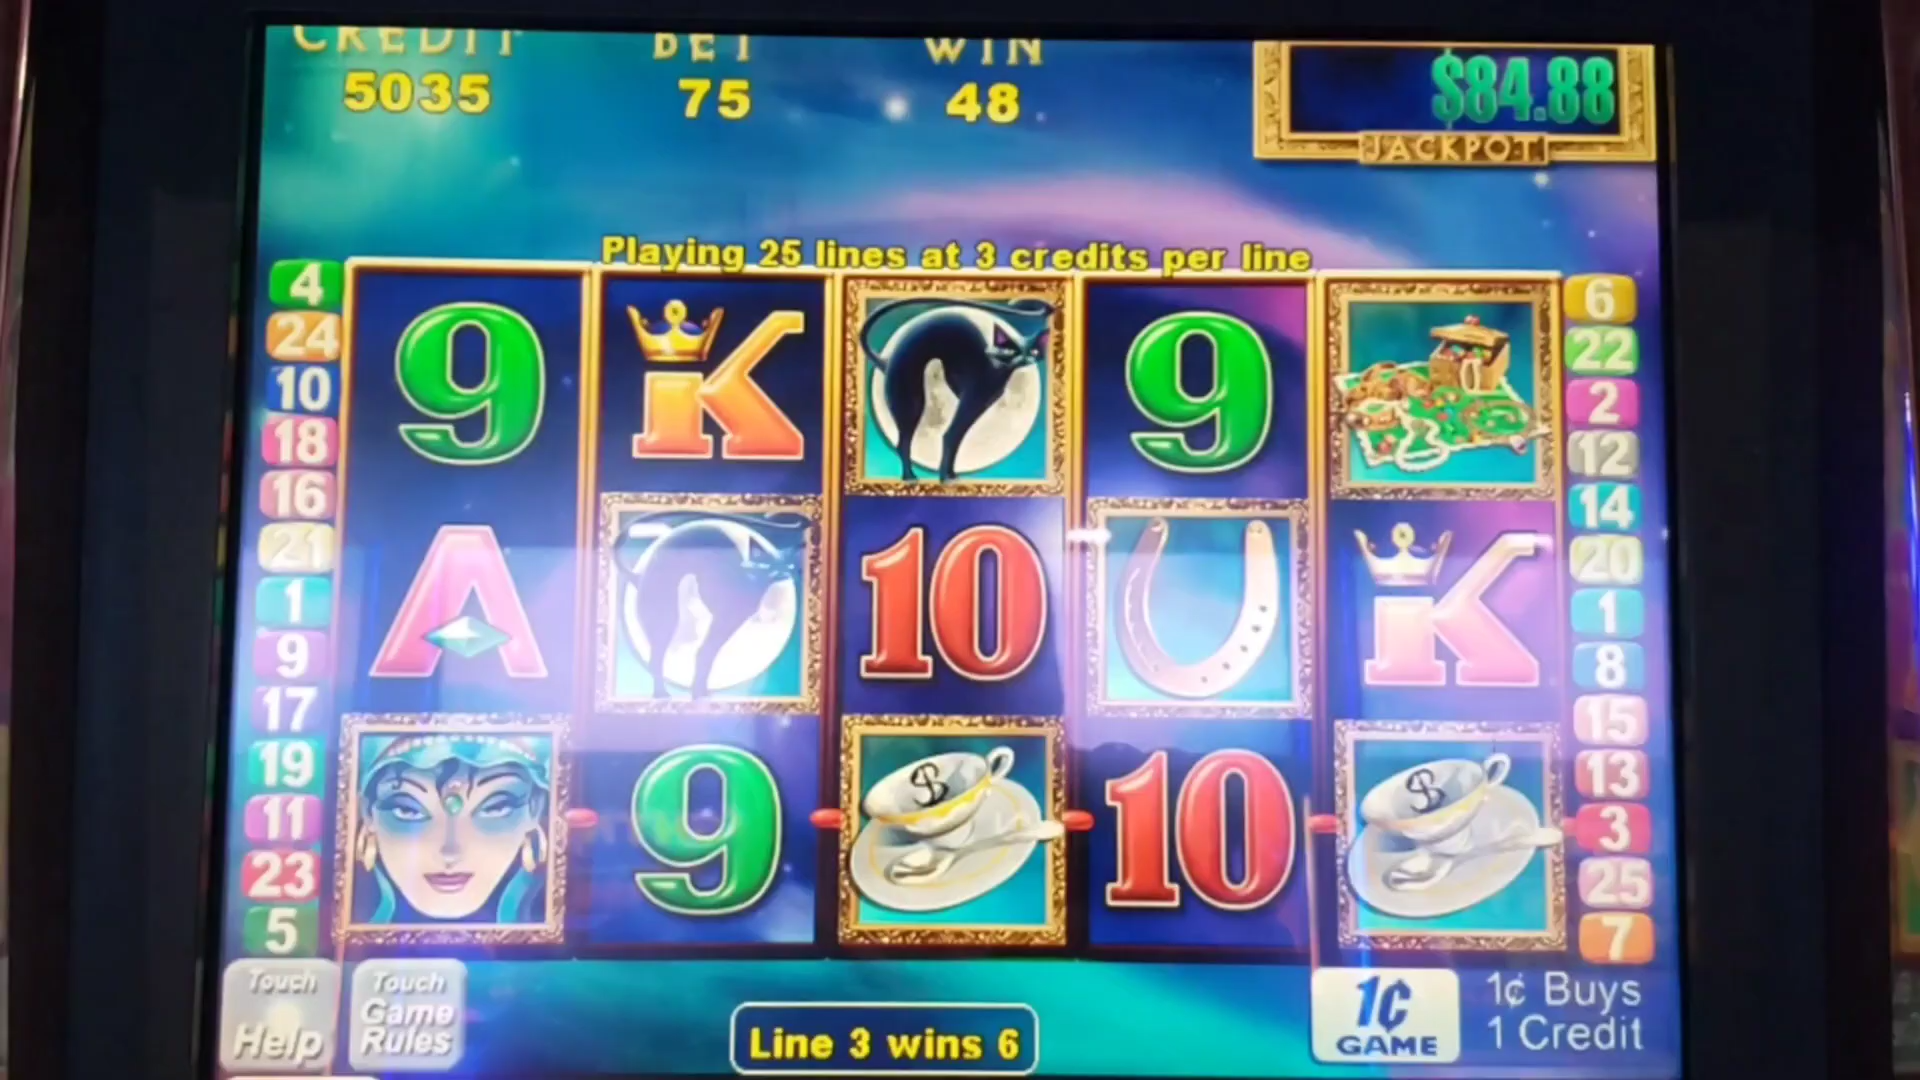 CREDIT BET WIN
5035 75 48
$84.88
JACKPOT
Playing 25 lines at 3 credits per line
4
24
10
18
16
21
1
9
17
19
11
23
5
9 K 9
A 10 K
9 $ 10 $
6
22
2
12
14
20
1
8
15
13
3
25
7
Touch
Help
Touch
Game
Rules
Line 3 wins 6
1¢
GAME
1¢ Buys
1 Credit